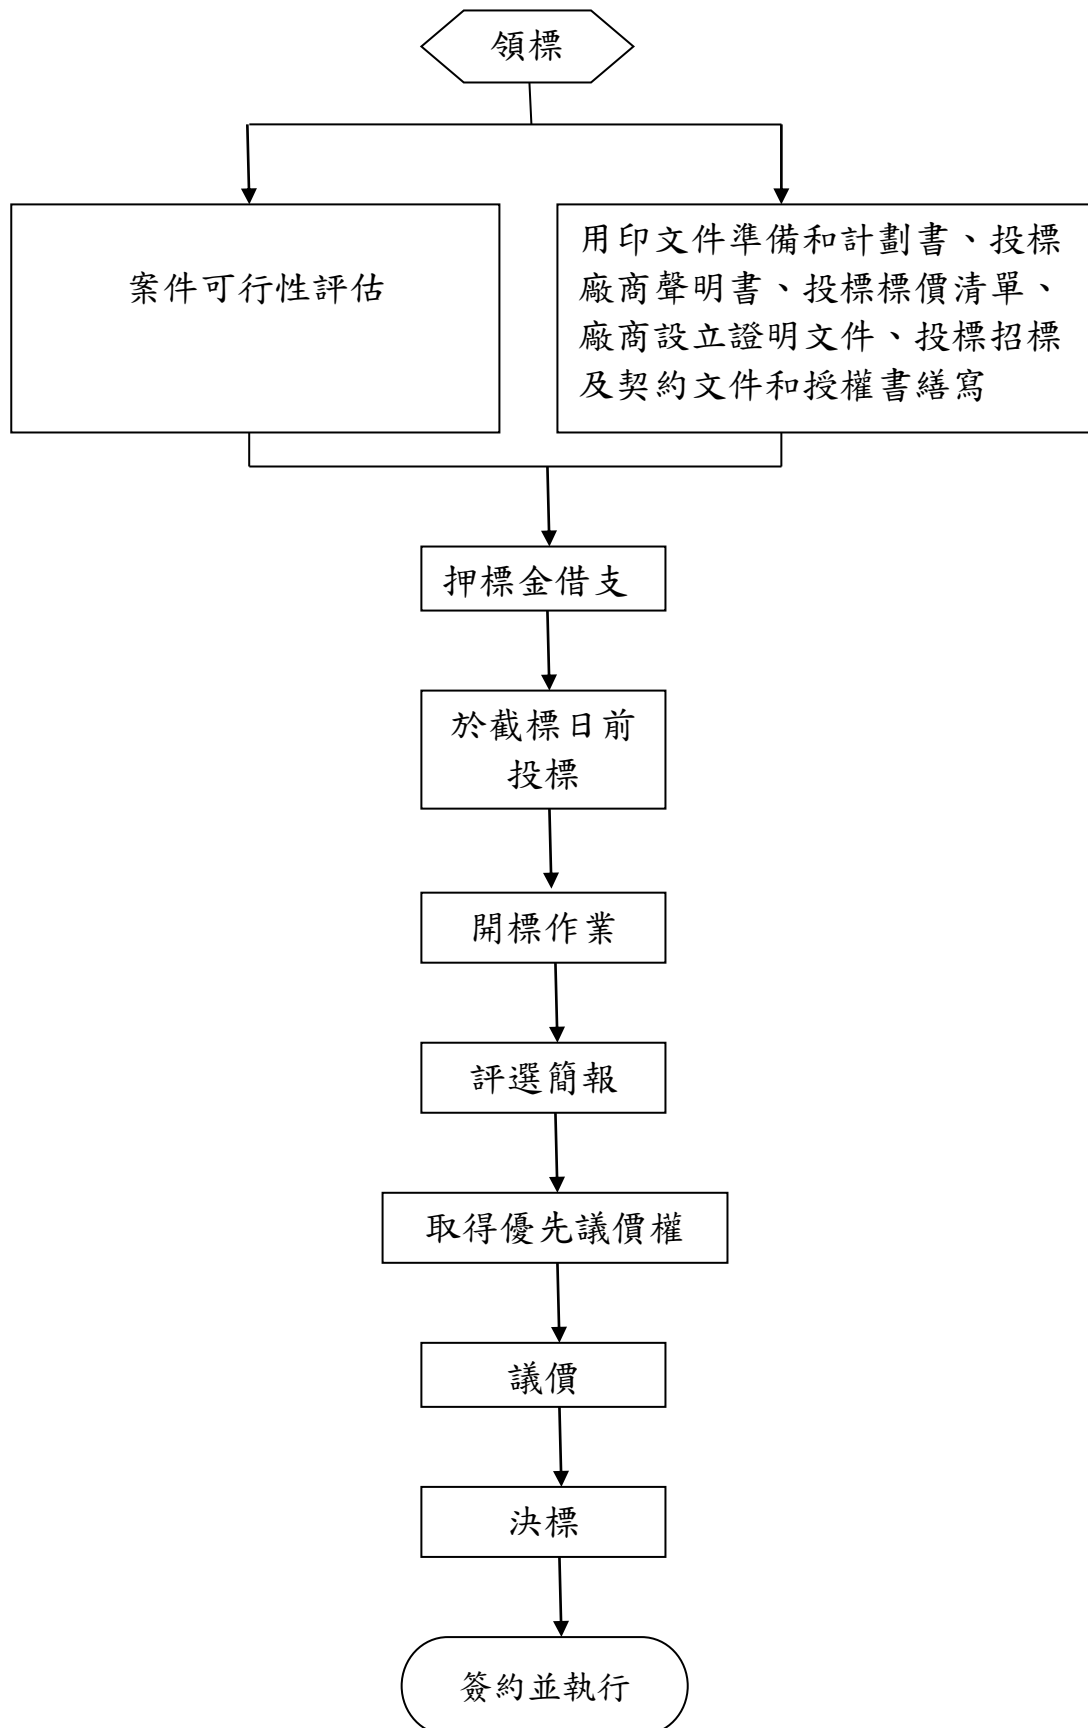 領標
案件可行性評估
用印文件準備和計劃書、投標
廠商聲明書、投標標價清單、
廠商設立證明文件、投標招標
及契約文件和授權書繕寫
押標金借支
於截標日前
投標
開標作業
評選簡報
取得優先議價權
議價
決標
簽約並執行